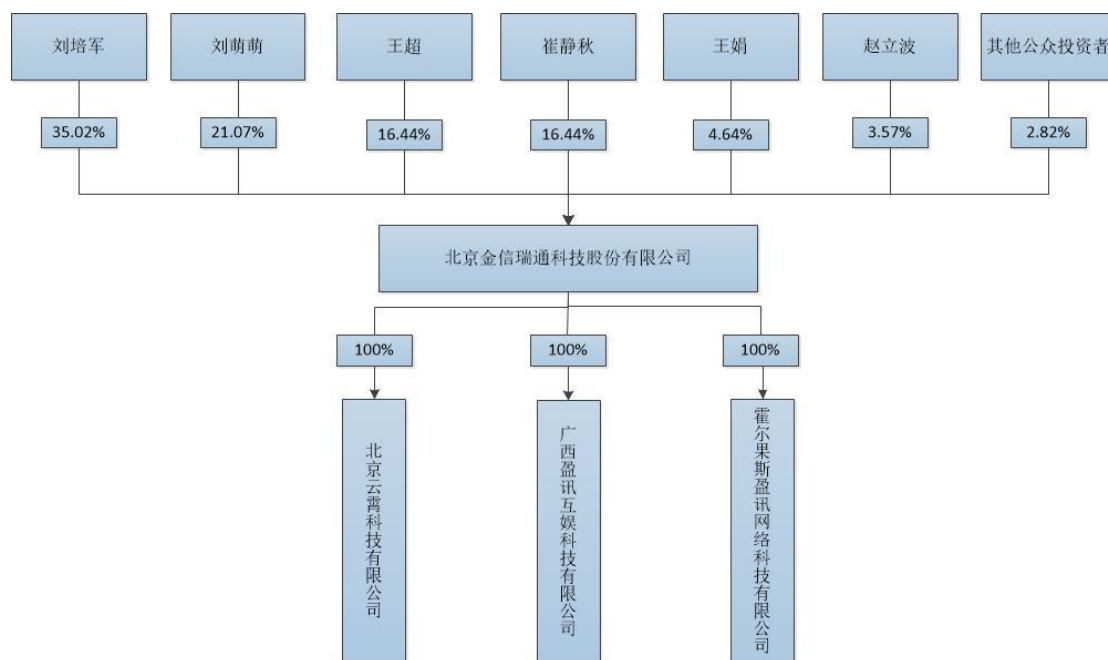 刘培军
刘萌萌
王超
崔静秋
王娟
赵立波
其他公众投资者
35.02%
21.07%
16.44%
16.44%
4.64%
3.57%
2.82%
北京金信瑞通科技股份有限公司
100%
100%
100%
北京云霄科技有限公司
广西盈讯互娱科技有限公司
霍尔果斯盈讯网络科技有限公司